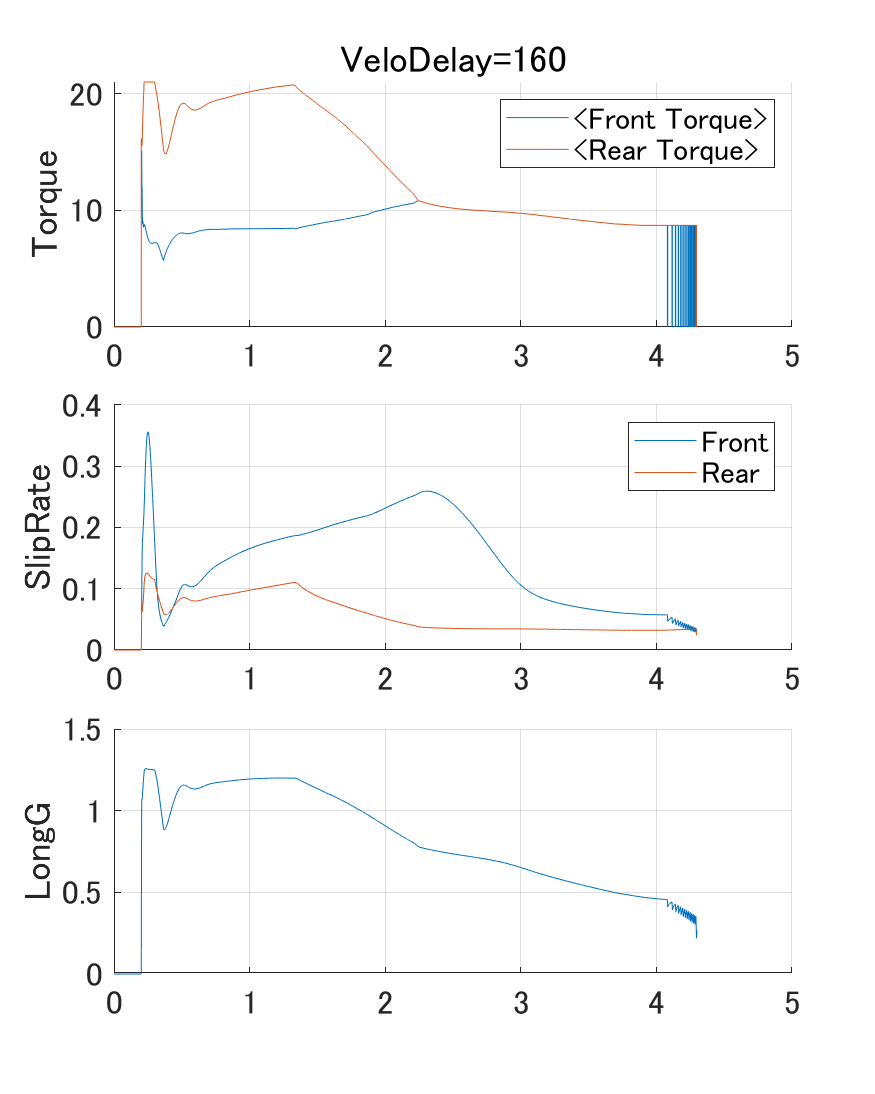 VeloDelay=160
Torque
20
10
0
<Front Torque>
<Rear Torque>
0 1 2 3 4 5
SlipRate
0.4
0.3
0.2
0.1
0
Front
Rear
0 1 2 3 4 5
LongG
1.5
1
0.5
0
0 1 2 3 4 5